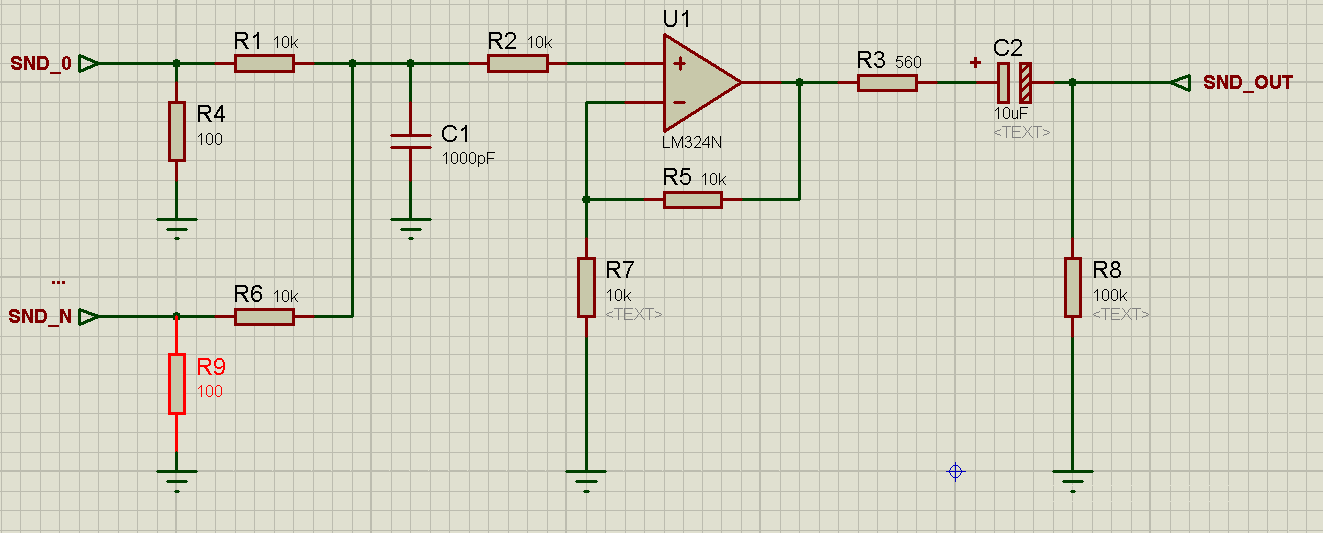 U1
SND_0
R1 10k
R2 10k
R3 560
C2
+
SND_OUT
10uF
<TEXT>
R4
100
C1
1000pF
+
−
LM324N
R5 10k
...
SND_N
R6 10k
R7
10k
<TEXT>
R8
100k
<TEXT>
R9
100